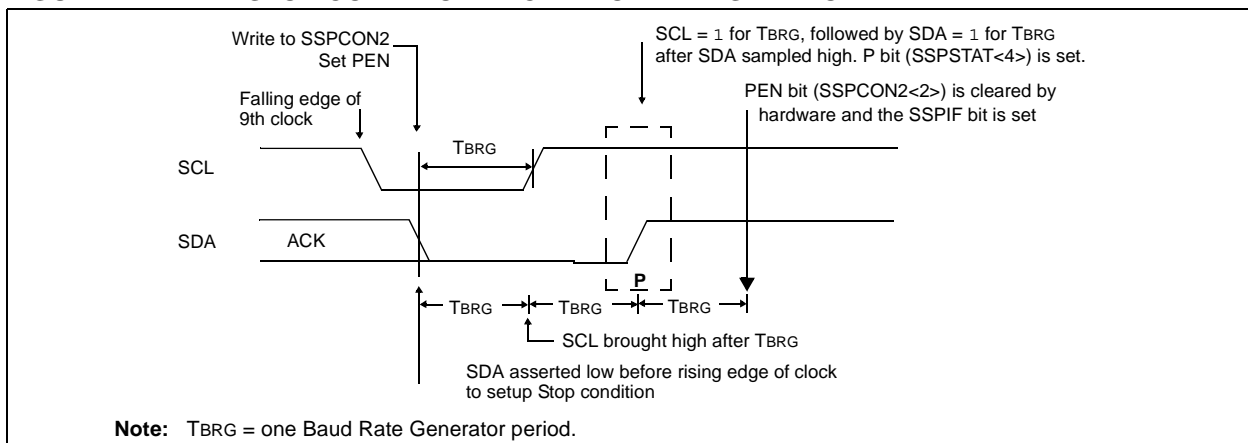 Write to SSPCON2
Set PEN
SCL = 1 for TBRG, followed by SDA = 1 for TBRG
after SDA sampled high. P bit (SSPSTAT<4>) is set.
PEN bit (SSPCON2<2>) is cleared by
hardware and the SSPIF bit is set
Falling edge of
9th clock
TBRG
SCL
SDA
ACK
P
TBRG
TBRG
TBRG
SCL brought high after TBRG
SDA asserted low before rising edge of clock
to setup Stop condition
Note: TBRG = one Baud Rate Generator period.